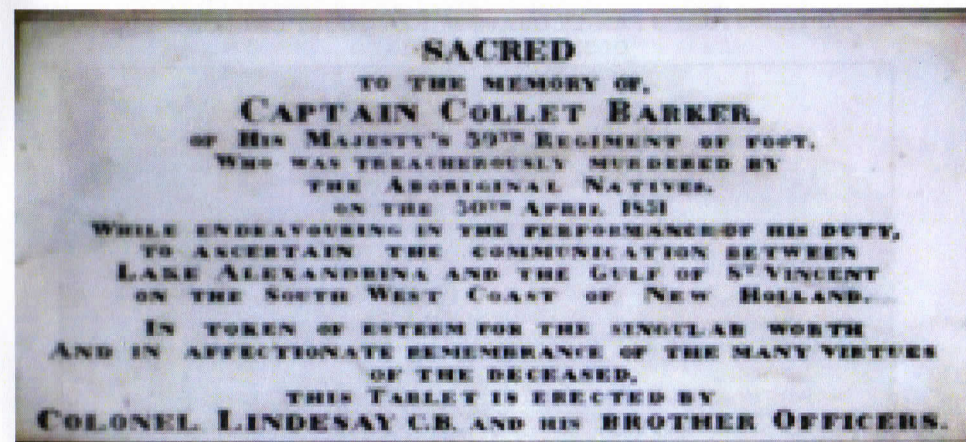 SACRED
TO THE MEMORY OF,
CAPTAIN COLLET BARKER,
OF HIS MAJESTY'S 39TH REGIMENT OF FOOT,
WHO WAS TREACHEROUSLY MURDERED BY
THE ABORIGINAL NATIVES,
ON THE 30TH APRIL 1831
WHILE ENDEAVOURING IN THE PERFORMANCE OF HIS DUTY,
TO ASCERTAIN THE COMMUNICATION BETWEEN
LAKE ALEXANDRINA AND THE GULF OF ST VINCENT
ON THE SOUTH WEST COAST OF NEW HOLLAND.
IN TOKEN OF ESTEEM FOR THE SINGULAR WORTH
AND IN AFFECTIONATE REMEMBRANCE OF THE MANY VIRTUES
OF THE DECEASED,
THIS TABLET IS ERECTED BY
COLONEL LINDESAY C.B. AND HIS BROTHER OFFICERS.